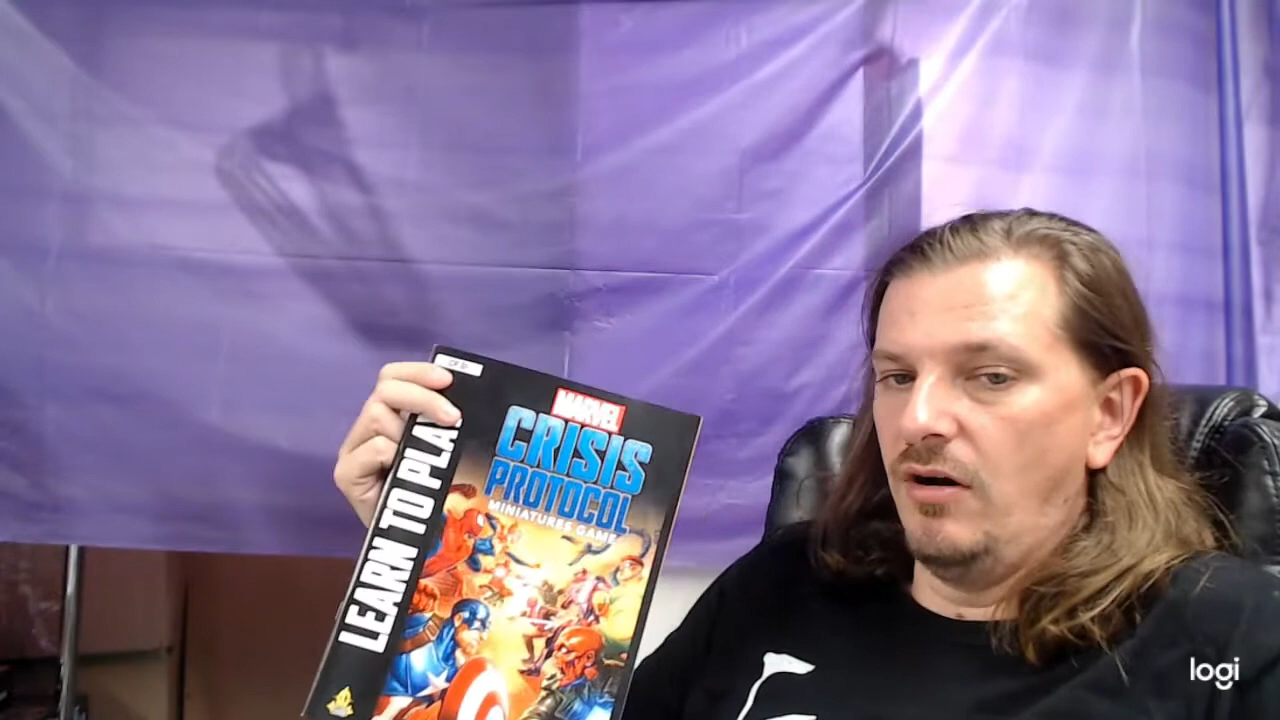 LEARN TO PLA
MARVEL
CRISIS
PROTOCOL
MINIATURES GAME
logi